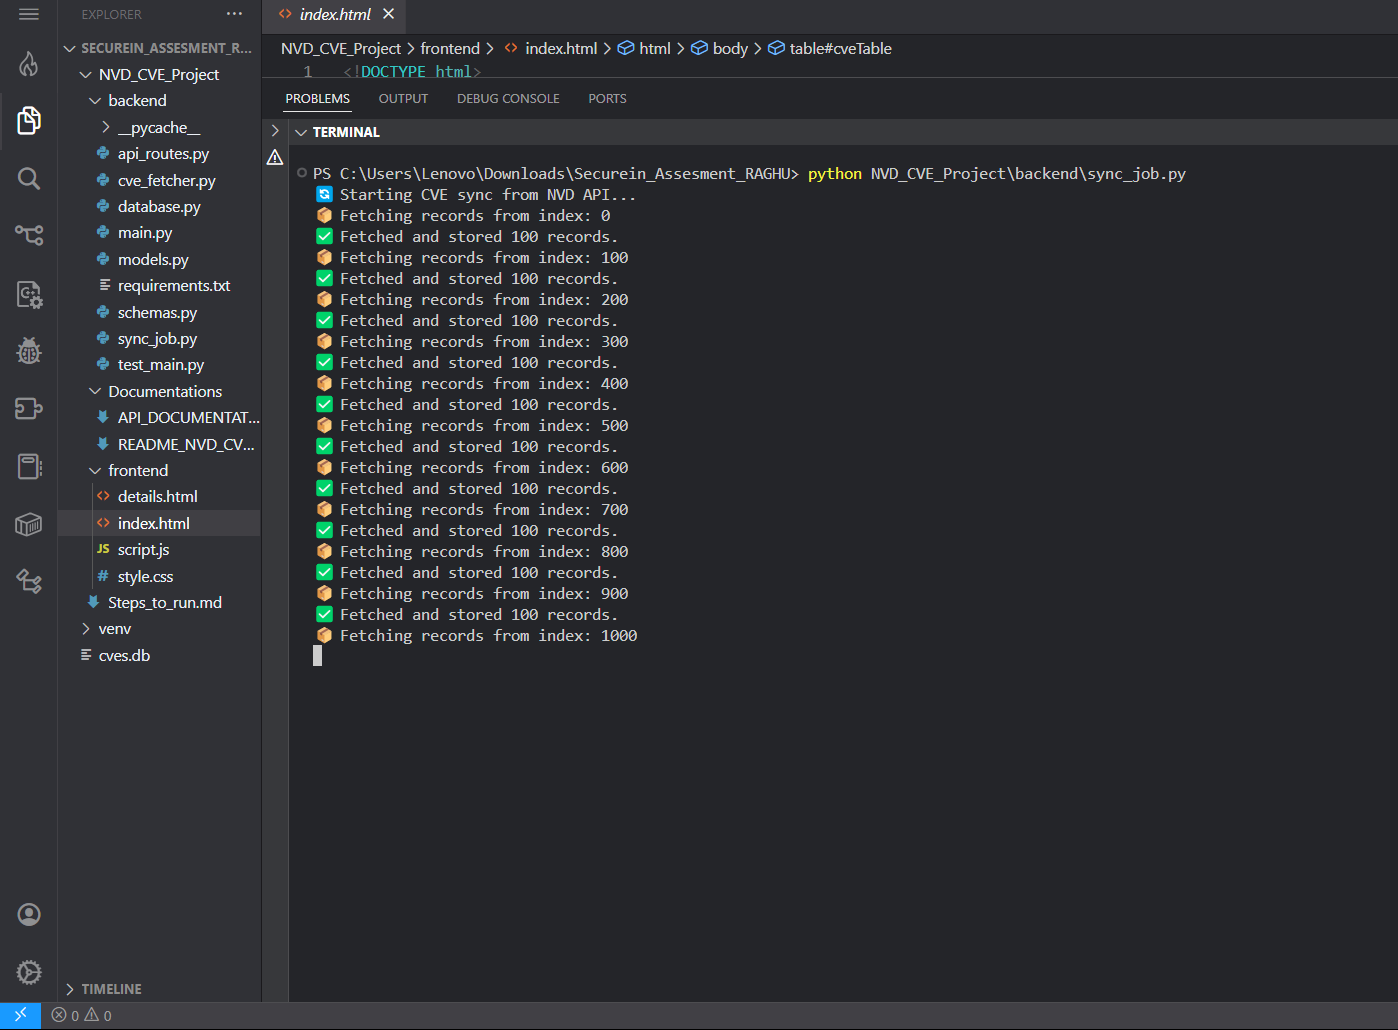 EXPLORER
SECUREIN_ASSESMENT_R...
NVD_CVE_Project
backend
__pycache__
api_routes.py
cve_fetcher.py
database.py
main.py
models.py
requirements.txt
schemas.py
sync_job.py
test_main.py
Documentations
API_DOCUMENTAT...
README_NVD_CV...
frontend
details.html
index.html
JS script.js
# style.css
Steps_to_run.md
venv
cves.db
TIMELINE
index.html
NVD_CVE_Project > frontend > index.html > html > body > table#cveTable
1 <!DOCTYPE html>
PROBLEMS OUTPUT DEBUG CONSOLE PORTS
TERMINAL
PS C:\Users\Lenovo\Downloads\Securein_Assesment_RAGHU> python NVD_CVE_Project\backend\sync_job.py
🔄 Starting CVE sync from NVD API...
📦 Fetching records from index: 0
✅ Fetched and stored 100 records.
📦 Fetching records from index: 100
✅ Fetched and stored 100 records.
📦 Fetching records from index: 200
✅ Fetched and stored 100 records.
📦 Fetching records from index: 300
✅ Fetched and stored 100 records.
📦 Fetching records from index: 400
✅ Fetched and stored 100 records.
📦 Fetching records from index: 500
✅ Fetched and stored 100 records.
📦 Fetching records from index: 600
✅ Fetched and stored 100 records.
📦 Fetching records from index: 700
✅ Fetched and stored 100 records.
📦 Fetching records from index: 800
✅ Fetched and stored 100 records.
📦 Fetching records from index: 900
✅ Fetched and stored 100 records.
📦 Fetching records from index: 1000
0 0